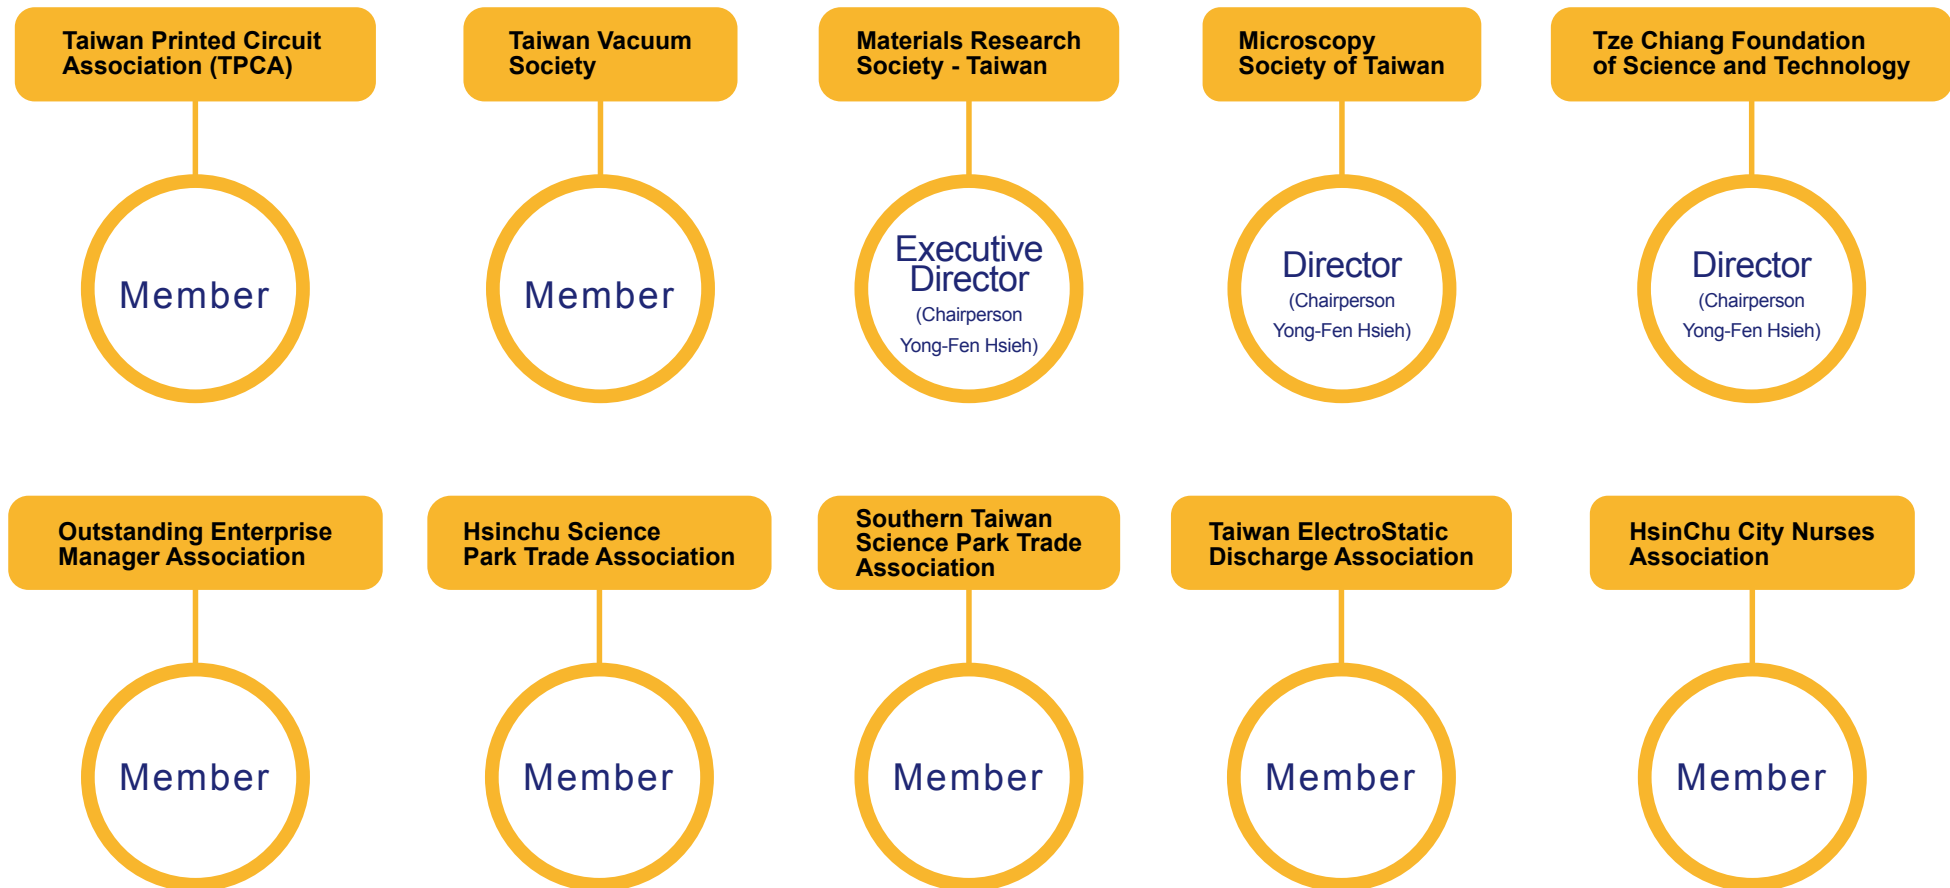 Taiwan Printed Circuit
Association (TPCA)
Taiwan Vacuum
Society
Materials Research
Society - Taiwan
Microscopy
Society of Taiwan
Tze Chiang Foundation
of Science and Technology
Member
Member
Executive
Director
(Chairperson
Yong-Fen Hsieh)
Director
(Chairperson
Yong-Fen Hsieh)
Director
(Chairperson
Yong-Fen Hsieh)
Outstanding Enterprise
Manager Association
Hsinchu Science
Park Trade Association
Southern Taiwan
Science Park Trade
Association
Taiwan ElectroStatic
Discharge Association
HsinChu City Nurses
Association
Member
Member
Member
Member
Member